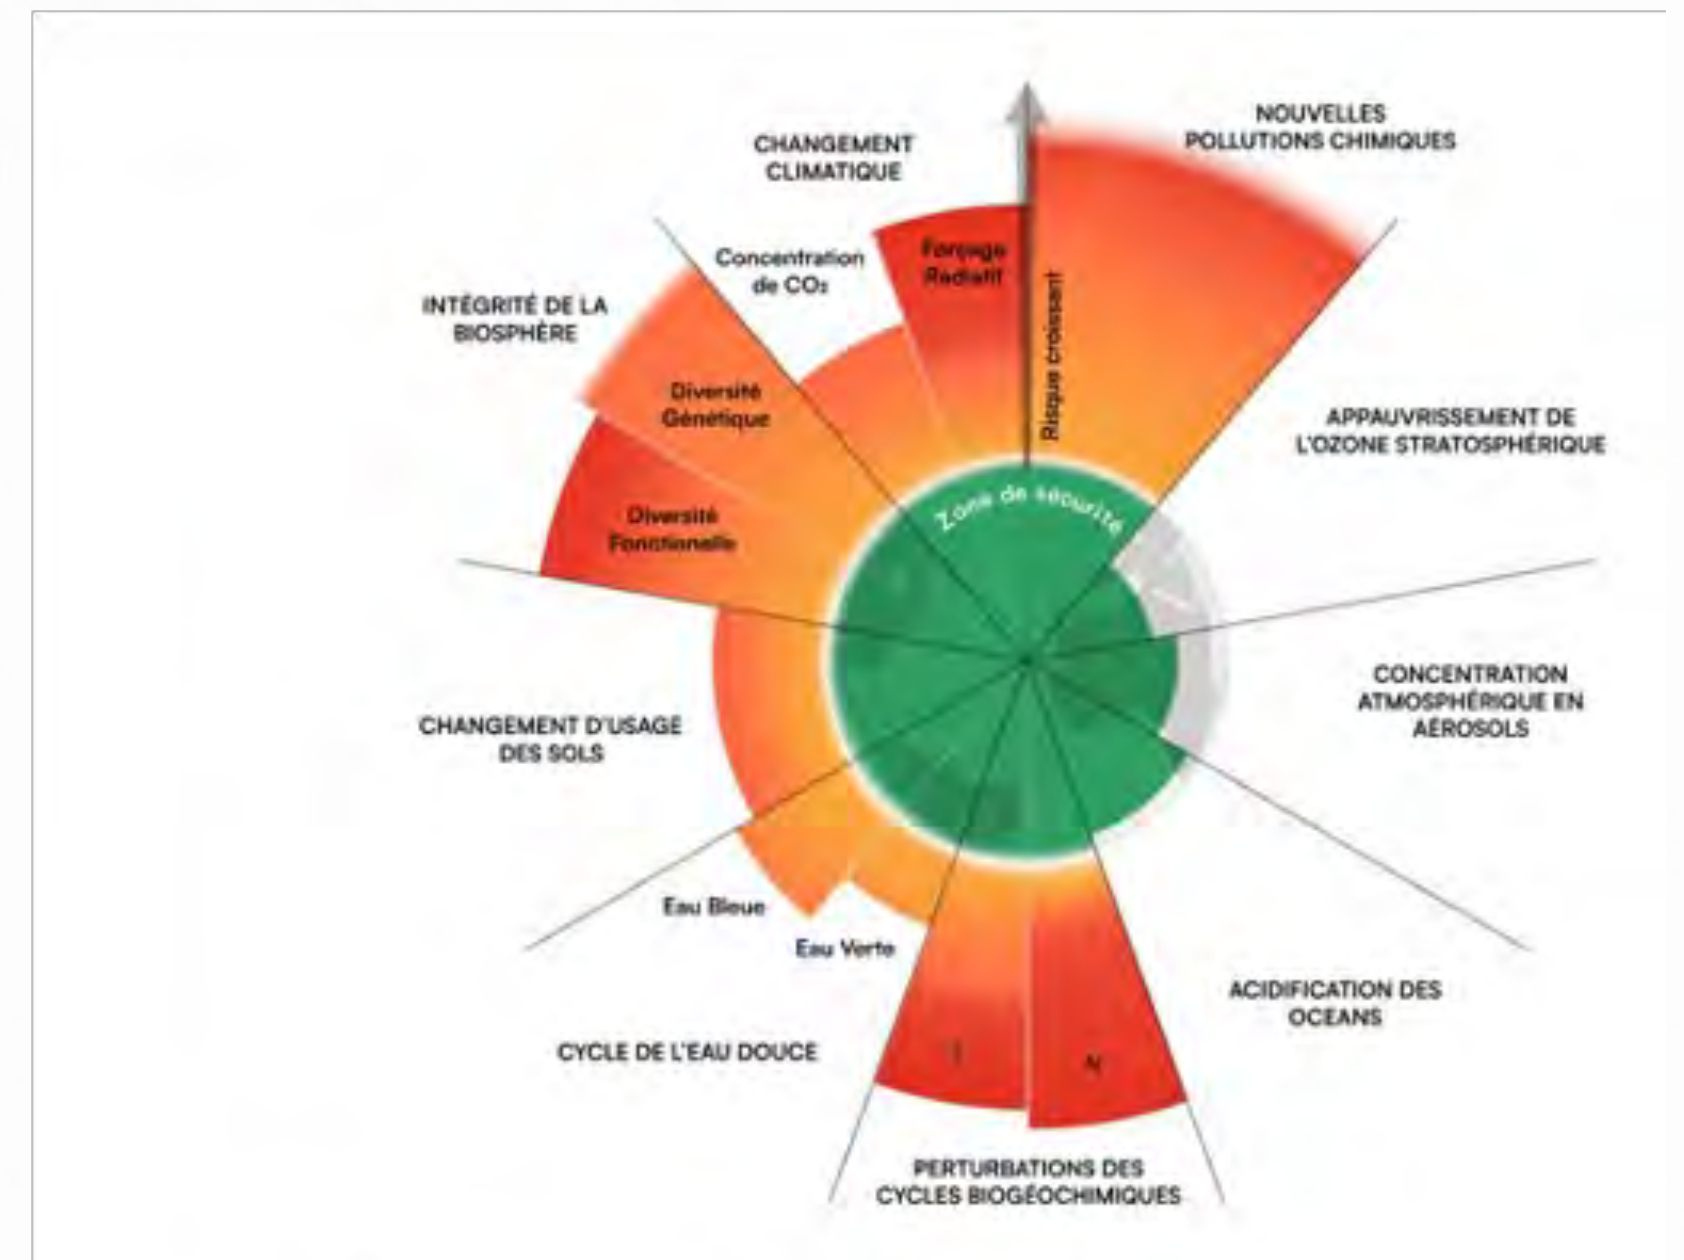 NOUVELLES
POLLUTIONS CHIMIQUES
CHANGEMENT
CLIMATIQUE
Forçage
Radiatif
Concentration
de CO₂
Risque croissant
INTÉGRITÉ DE LA
BIOSPHÈRE
Diversité
Génétique
APPAUVRISSEMENT DE
L'OZONE STRATOSPHÉRIQUE
Zone de sécurité
Diversité
Fonctionelle
CONCENTRATION
ATMOSPHÉRIQUE EN
AÉROSOLS
CHANGEMENT D'USAGE
DES SOLS
Eau Bleue
Eau Verte
ACIDIFICATION DES
OCEANS
CYCLE DE L'EAU DOUCE
N
PERTURBATIONS DES
CYCLES BIOGÉOCHIMIQUES